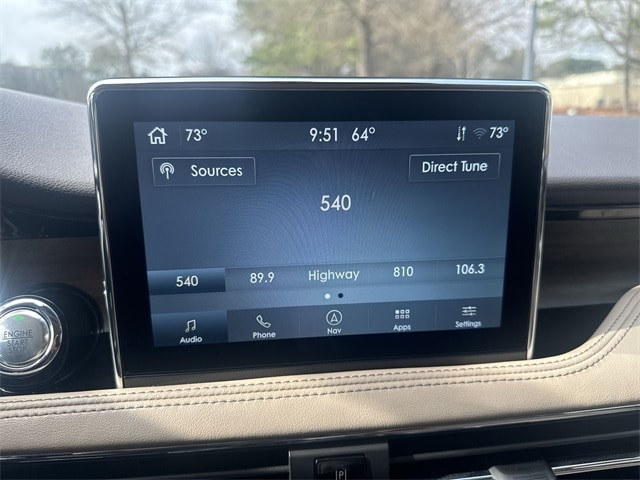 73° 9:51 64° 73°
Sources Direct Tune
540
540 89.9 Highway 810 106.3
Audio Phone Nav Apps Settings
ENGINE
START
STOP
P